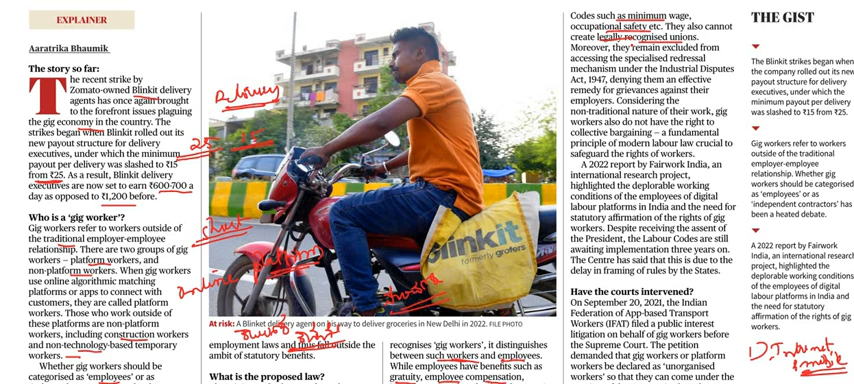 EXPLAINER
Aaratrika Bhaumik
The story so far:
The recent strike by
Zomato-owned Blinkit delivery
agents has once again brought
to the forefront issues plaguing
the gig economy in the country. The
strikes began when Blinkit rolled out its
new payout structure for delivery
executives, under which the minimum
payout per delivery was slashed to ₹15
from ₹25. As a result, Blinkit delivery
executives are now set to earn ₹600-700 a
day as opposed to ₹1,200 before.
Who is a ‘gig worker’?
Gig workers refer to workers outside of
the traditional employer-employee
relationship. There are two groups of gig
workers — platform workers, and
non-platform workers. When gig workers
use online algorithmic matching
platforms or apps to connect with
customers, they are called platform
workers. Those who work outside of
these platforms are non-platform
workers, including construction workers
and non-technology-based temporary
workers.
Whether gig workers should be
categorised as ‘employees’ or as
Delivery
25 - 15
online platform
blinkit
formerly grofers
At risk: A Blinket delivery agent on his way to deliver groceries in New Delhi in 2022. FILE PHOTO
employment laws and thus fall outside the
ambit of statutory benefits.
What is the proposed law?
recognises ‘gig workers’, it distinguishes
between such workers and employees.
While employees have benefits such as
gratuity, employee compensation,
Codes such as minimum wage,
occupational safety etc. They also cannot
create legally recognised unions.
Moreover, they remain excluded from
accessing the specialised redressal
mechanism under the Industrial Disputes
Act, 1947, denying them an effective
remedy for grievances against their
employers. Considering the
non-traditional nature of their work, gig
workers also do not have the right to
collective bargaining — a fundamental
principle of modern labour law crucial to
safeguard the rights of workers.
A 2022 report by Fairwork India, an
international research project,
highlighted the deplorable working
conditions of the employees of digital
labour platforms in India and the need for
statutory affirmation of the rights of gig
workers. Despite receiving the assent of
the President, the Labour Codes are still
awaiting implementation three years on.
The Centre has said that this is due to the
delay in framing of rules by the States.
Have the courts intervened?
On September 20, 2021, the Indian
Federation of App-based Transport
Workers (IFAT) filed a public interest
litigation on behalf of gig workers before
the Supreme Court. The petition
demanded that gig workers or platform
workers be declared as ‘unorganised
workers’ so that they can come under the
THE GIST
The Blinkit strikes began when
the company rolled out its new
payout structure for delivery
executives, under which the
minimum payout per delivery
was slashed to ₹15 from ₹25.
Gig workers refer to workers
outside of the traditional
employer-employee
relationship. Whether gig
workers should be categorised
as ‘employees’ or as
‘independent contractors’ has
been a heated debate.
A 2022 report by Fairwork
India, an international research
project, highlighted the
deplorable working conditions
of the employees of digital
labour platforms in India and
the need for statutory
affirmation of the rights of gig
workers.